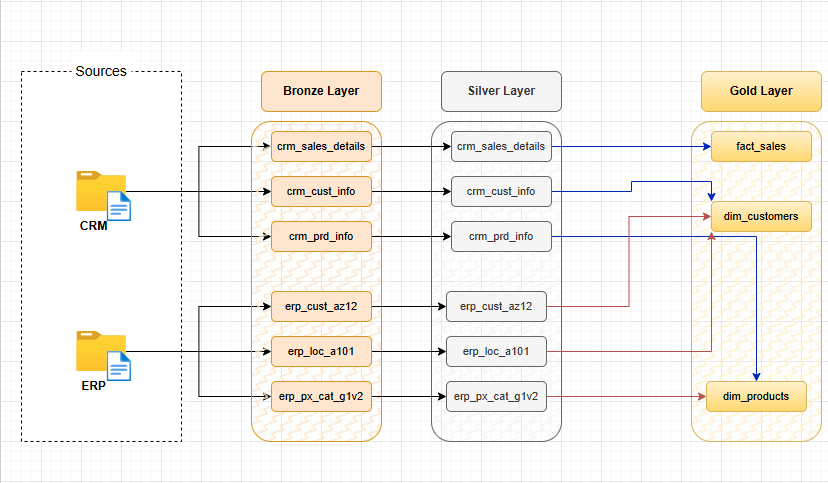 Sources
Bronze Layer
Silver Layer
Gold Layer
crm_sales_details
crm_sales_details
fact_sales
crm_cust_info
crm_cust_info
CRM
dim_customers
crm_prd_info
crm_prd_info
erp_cust_az12
erp_cust_az12
erp_loc_a101
erp_loc_a101
ERP
erp_px_cat_g1v2
erp_px_cat_g1v2
dim_products